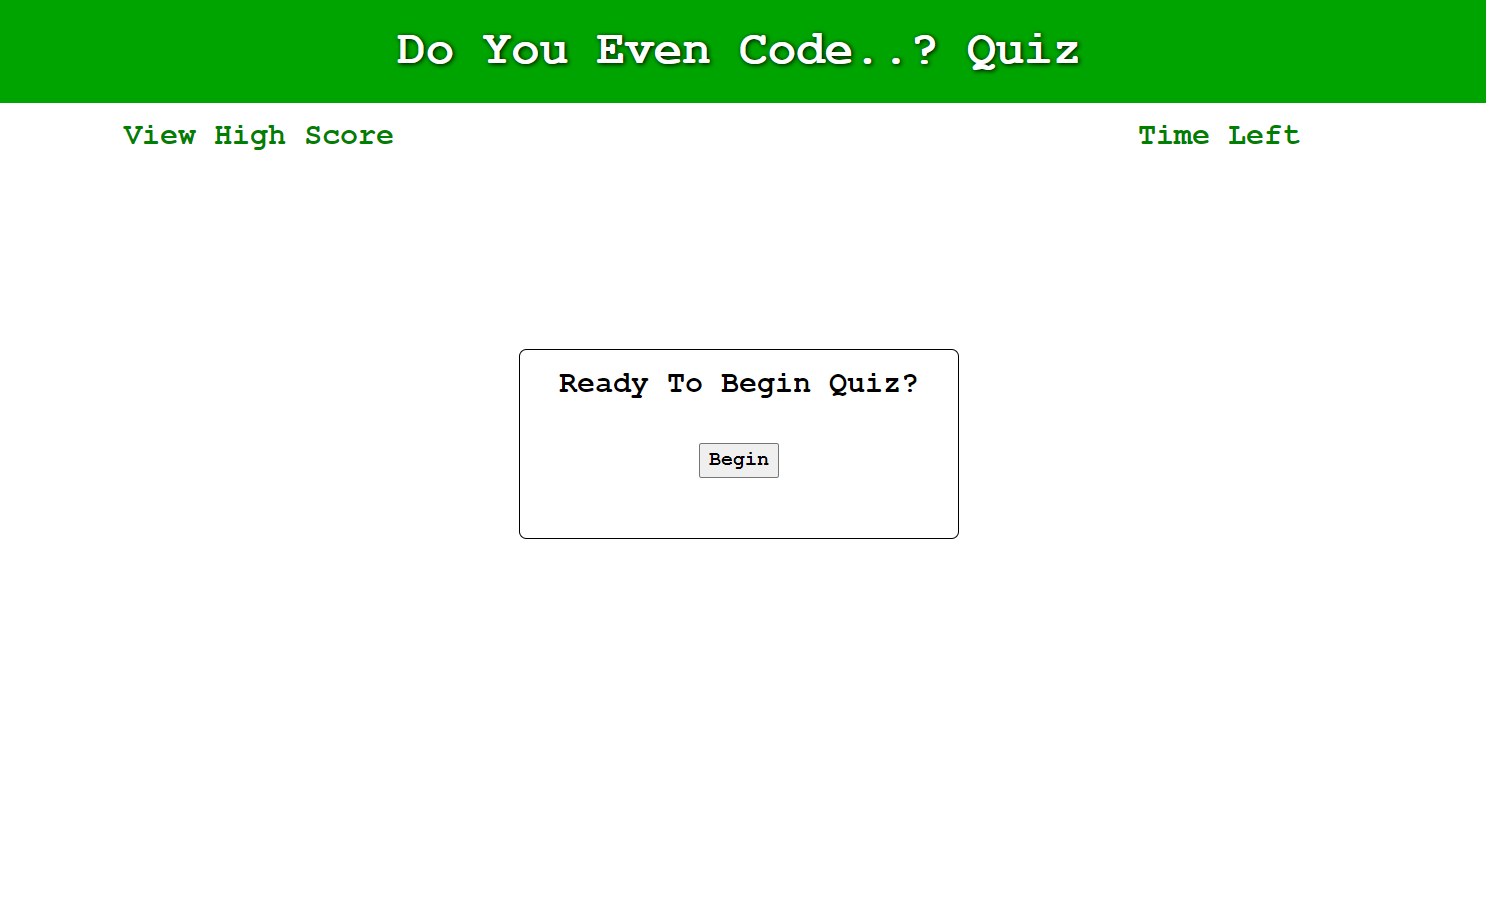 Do You Even Code..? Quiz
View High Score
Time Left
Ready To Begin Quiz?
Begin